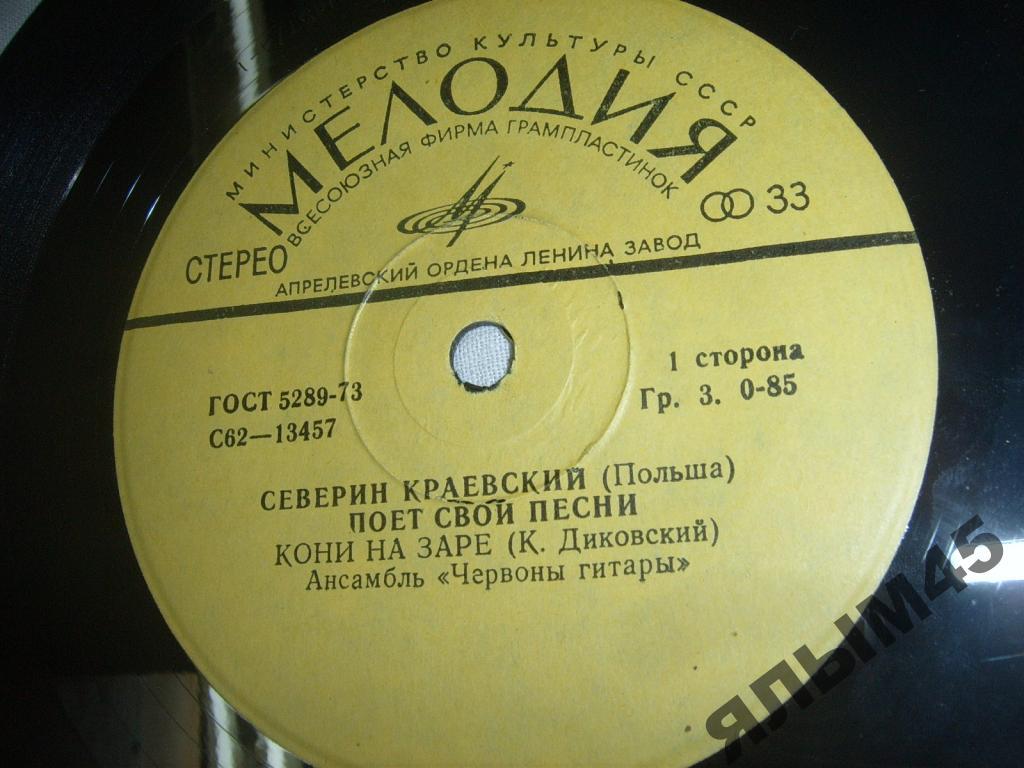 МИНИСТЕРСТВО КУЛЬТУРЫ СССР
МЕЛОДИЯ
ВСЕСОЮЗНАЯ ФИРМА ГРАМПЛАСТИНОК
СТЕРЕО
33
АПРЕЛЕВСКИЙ ОРДЕНА ЛЕНИНА ЗАВОД
ГОСТ 5289-73
С62—13457
1 сторона
Гр. 3. 0-85
СЕВЕРИН КРАЕВСКИЙ (Польша)
ПОЕТ СВОИ ПЕСНИ
КОНИ НА ЗАРЕ (К. Диковский)
Ансамбль «Червоны гитары»
ЯЛЫМ45